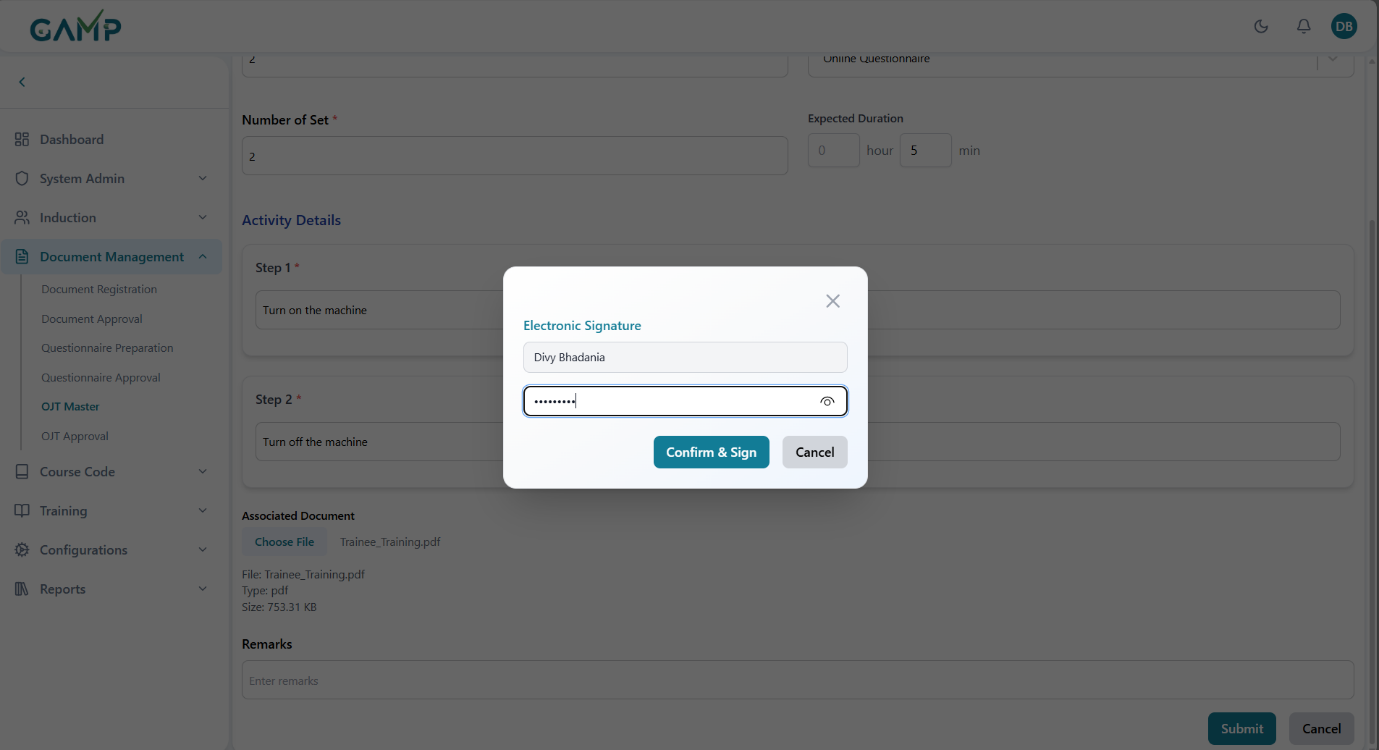 GAMP
DB
2
Online Questionnaire
Number of Set *
Expected Duration
2
0 hour 5 min
Dashboard
System Admin
Induction
Document Management
Document Registration
Document Approval
Questionnaire Preparation
Questionnaire Approval
OJT Master
OJT Approval
Course Code
Training
Configurations
Reports
Activity Details
Step 1 *
Turn on the machine
Step 2 *
Turn off the machine
Electronic Signature
Divy Bhadania
•••••••••
Confirm & Sign
Cancel
Associated Document
Choose File Trainee_Training.pdf
File: Trainee_Training.pdf
Type: pdf
Size: 753.31 KB
Remarks
Enter remarks
Submit
Cancel